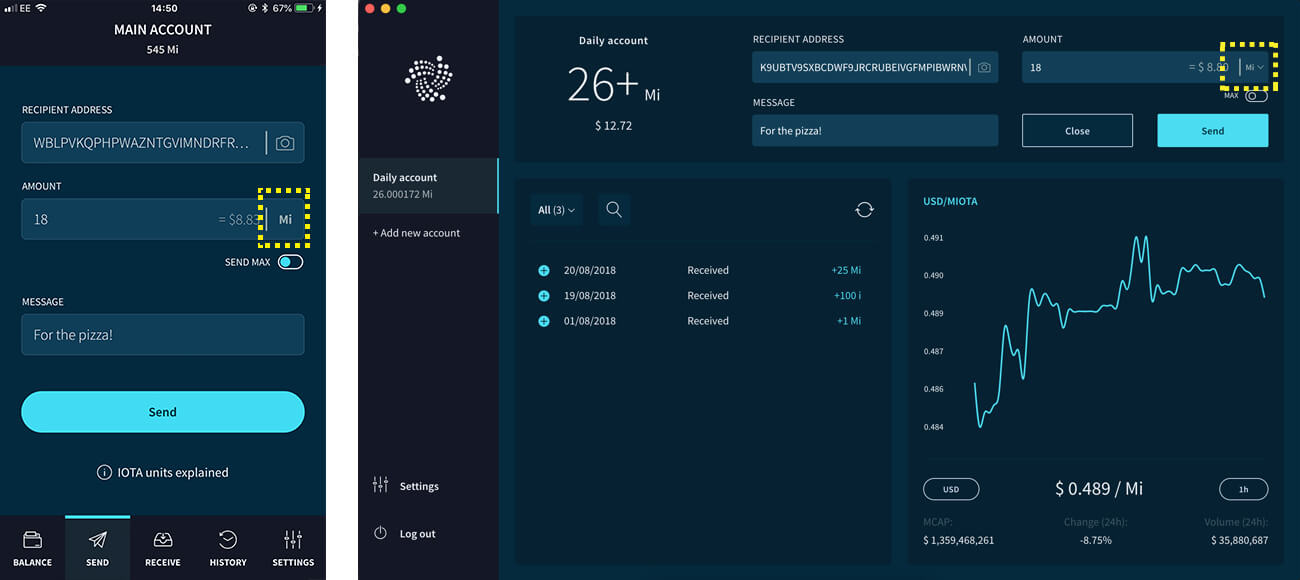 EE 14:50 67%
MAIN ACCOUNT
545 Mi
RECIPIENT ADDRESS
WBLPVKQPHPWAZNTGVIMNDRFR...
AMOUNT
18 = $8.83 Mi
SEND MAX
MESSAGE
For the pizza!
Send
IOTA units explained
BALANCE SEND RECEIVE HISTORY SETTINGS
Daily account
26.000172 Mi
+ Add new account
Settings
Log out
Daily account
26+ Mi
$ 12.72
RECIPIENT ADDRESS
K9UBTV9SXBCDWF9JRCRUBEIVGFMPIBWRN
MESSAGE
For the pizza!
AMOUNT
18 = $ 8.80 Mi
MAX
Close Send
All (3)
20/08/2018 Received +25 Mi
19/08/2018 Received +100 i
01/08/2018 Received +1 Mi
USD/MIOTA
0.491
0.490
0.489
0.487
0.486
0.484
USD $ 0.489 / Mi 1h
MCAP: Change (24h): Volume (24h):
$ 1,359,468,261 -8.75% $ 35,880,687